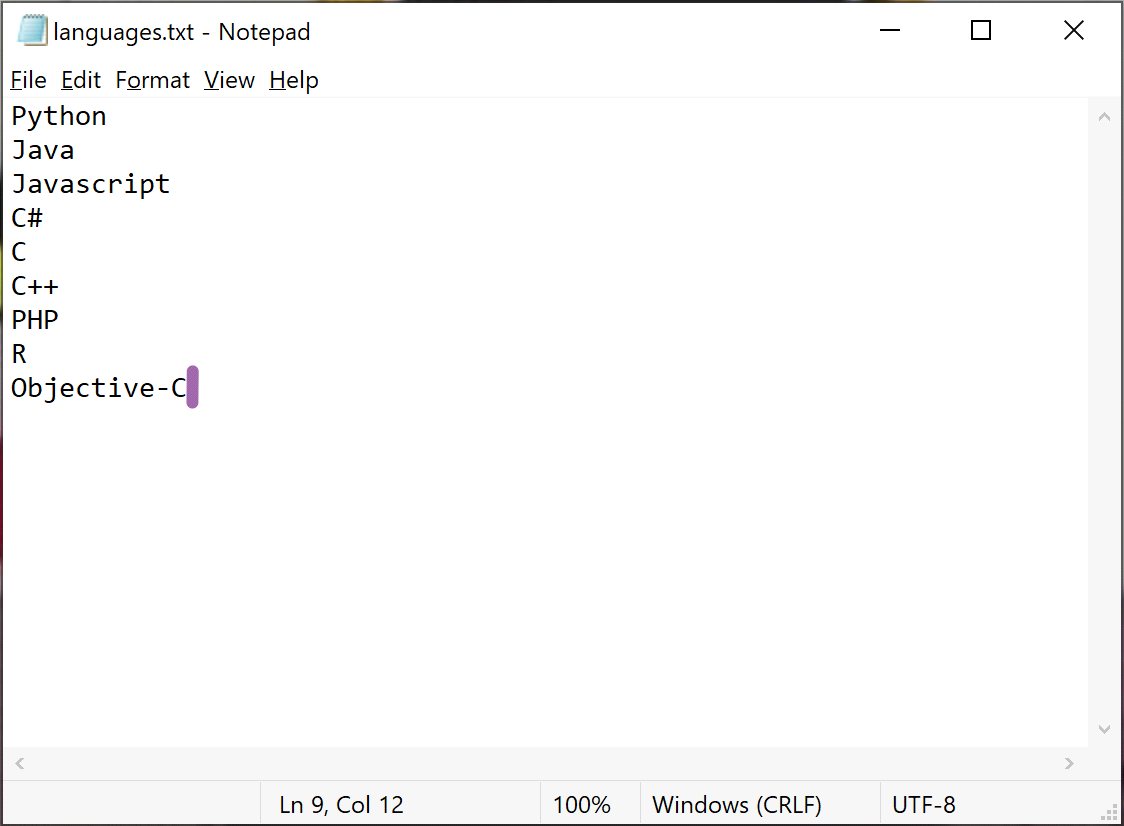 languages.txt - Notepad
File Edit Format View Help
Python
Java
Javascript
C#
C
C++
PHP
R
Objective-C
Ln 9, Col 12 100% Windows (CRLF) UTF-8